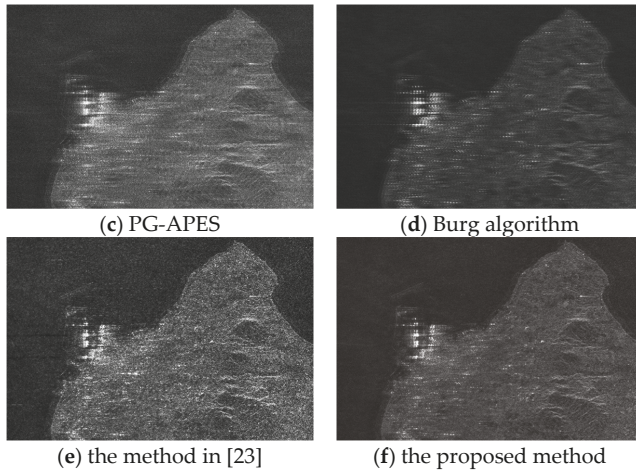 (c) PG-APES
(d) Burg algorithm
(e) the method in [23]
(f) the proposed method